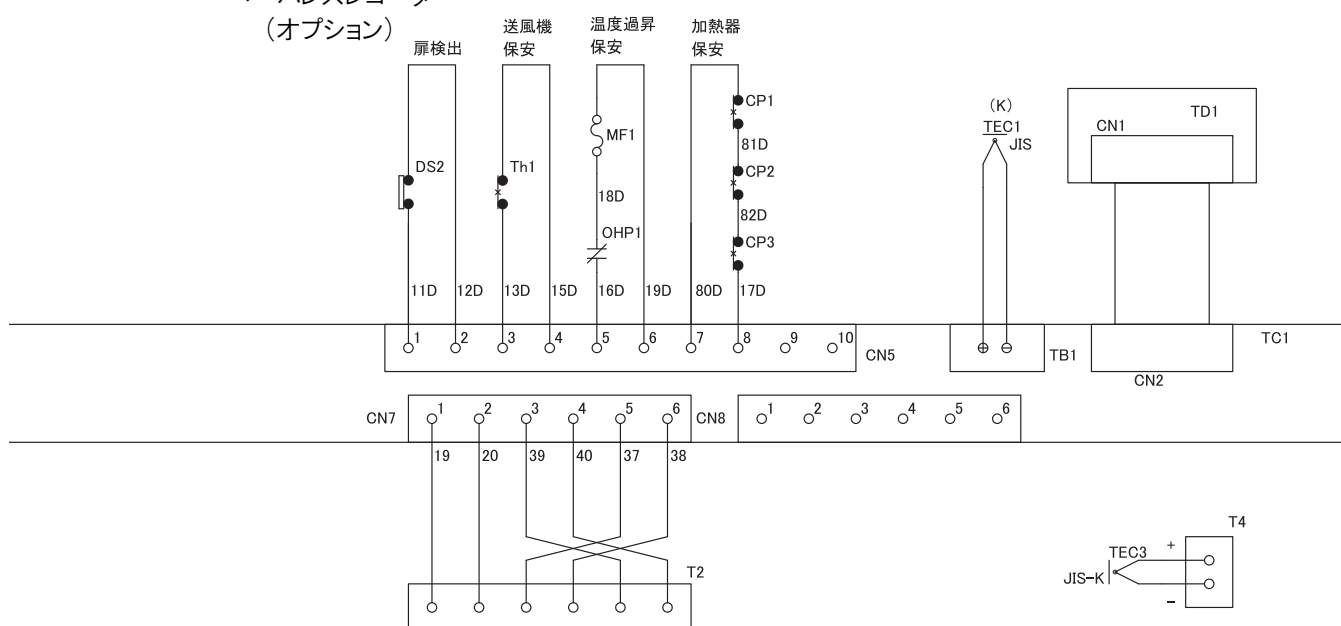 (オプション)
扉検出
送風機
保安
温度過昇
保安
加熱器
保安
CP1
81D
CP2
82D
CP3
MF1
18D
OHP1
DS2
Th1
(K)
TEC1
JIS
CN1
TD1
11D 12D 13D 15D 16D 19D 80D 17D
1 2 3 4 5 6 7 8 9 10
CN5
TB1
TC1
CN2
CN7
1 2 3 4 5 6
CN8
1 2 3 4 5 6
19 20 39 40 37 38
T2
T4
TEC3
+
JIS-K
-